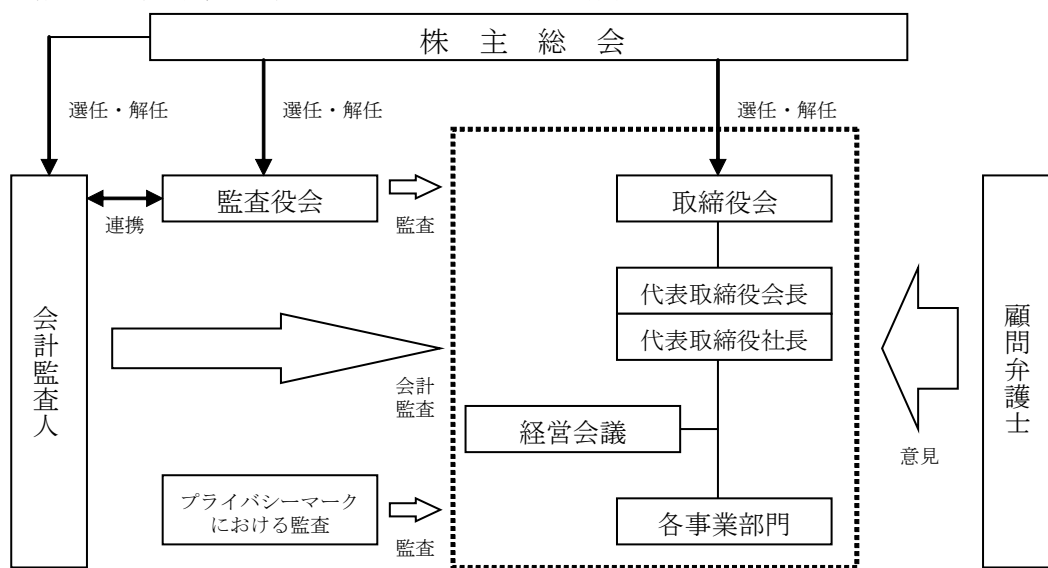 株主総会
選任・解任
選任・解任
選任・解任
監査役会
連携
監査
取締役会
代表取締役会長
代表取締役社長
会計監査人
会計
監査
顧問弁護士
経営会議
意見
プライバシーマーク
における監査
監査
各事業部門